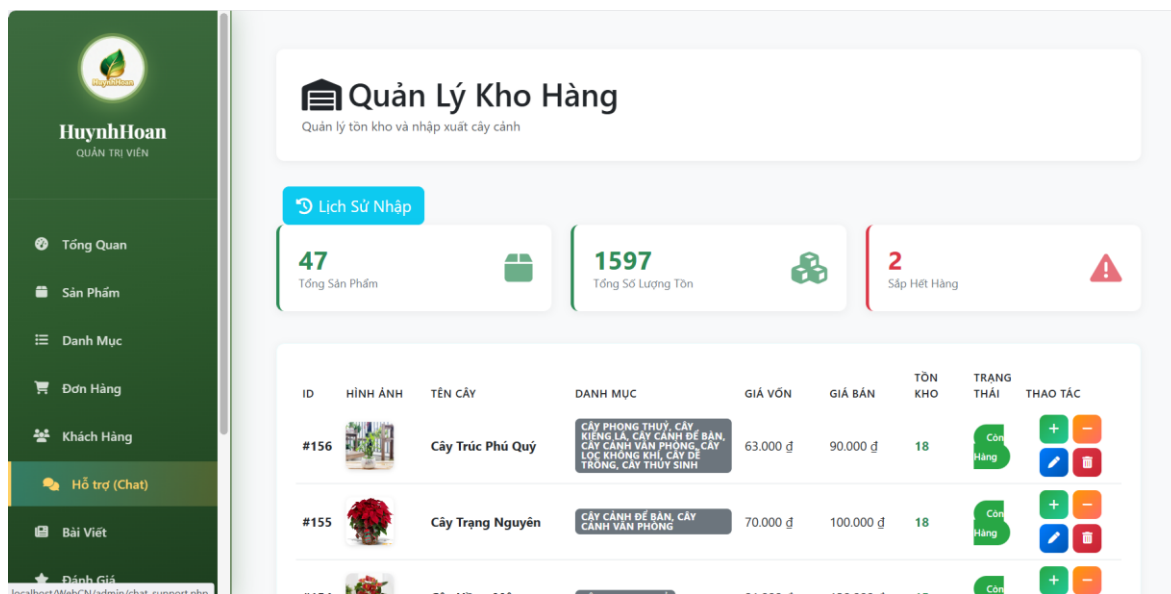 HuynhHoan
HuynhHoan
QUẢN TRỊ VIÊN
Tổng Quan
Sản Phẩm
Danh Mục
Đơn Hàng
Khách Hàng
Hỗ trợ (Chat)
Bài Viết
Đánh Giá
localhost/WebCN/admin/chat_support.php
Quản Lý Kho Hàng
Quản lý tồn kho và nhập xuất cây cảnh
Lịch Sử Nhập
47
Tổng Sản Phẩm
1597
Tổng Số Lượng Tồn
2
Sắp Hết Hàng
ID HÌNH ẢNH TÊN CÂY DANH MỤC GIÁ VỐN GIÁ BÁN TỒN KHO TRẠNG THÁI THAO TÁC
#156 Cây Trúc Phú Quý
CÂY PHONG THUỶ, CÂY
KIỂNG LÁ, CÂY CẢNH ĐỂ BÀN,
CÂY CẢNH VĂN PHÒNG, CÂY
LỌC KHÔNG KHÍ, CÂY DỄ
TRỒNG, CÂY THỦY SINH
63.000 ₫ 90.000 ₫ 18
Còn
Hàng
#155 Cây Trạng Nguyên
CÂY CẢNH ĐỂ BÀN, CÂY
CẢNH VĂN PHÒNG
70.000 ₫ 100.000 ₫ 18
Còn
Hàng
Còn